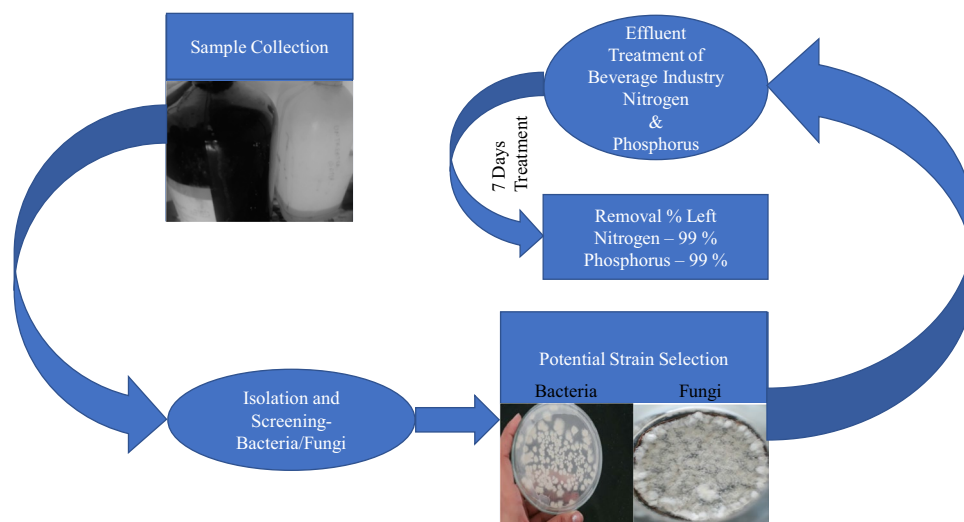 Sample Collection
Isolation and
Screening-
Bacteria/Fungi
Potential Strain Selection
Bacteria
Fungi
Effluent
Treatment of
Beverage Industry
Nitrogen
&
Phosphorus
7 Days
Treatment
Removal % Left
Nitrogen – 99 %
Phosphorus – 99 %